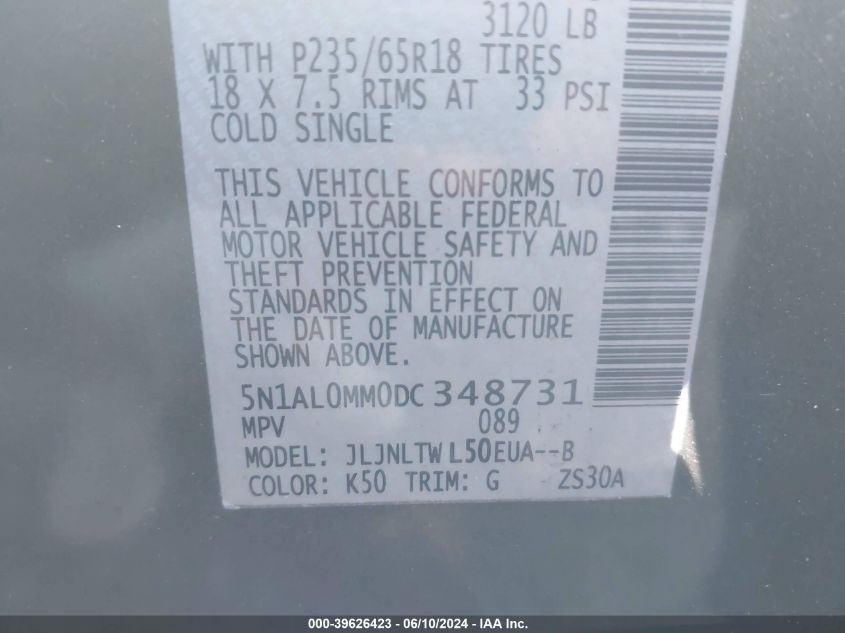 3120 LB
WITH P235/65R18 TIRES
18 X 7.5 RIMS AT 33 PSI
COLD SINGLE
THIS VEHICLE CONFORMS TO
ALL APPLICABLE FEDERAL
MOTOR VEHICLE SAFETY AND
THEFT PREVENTION
STANDARDS IN EFFECT ON
THE DATE OF MANUFACTURE
SHOWN ABOVE.
5N1AL0MM0DC348731
MPV 089
MODEL: JLJNLTWL50EUA--B
COLOR: K50 TRIM: G ZS30A
000-39626423 - 06/10/2024 - IAA Inc.